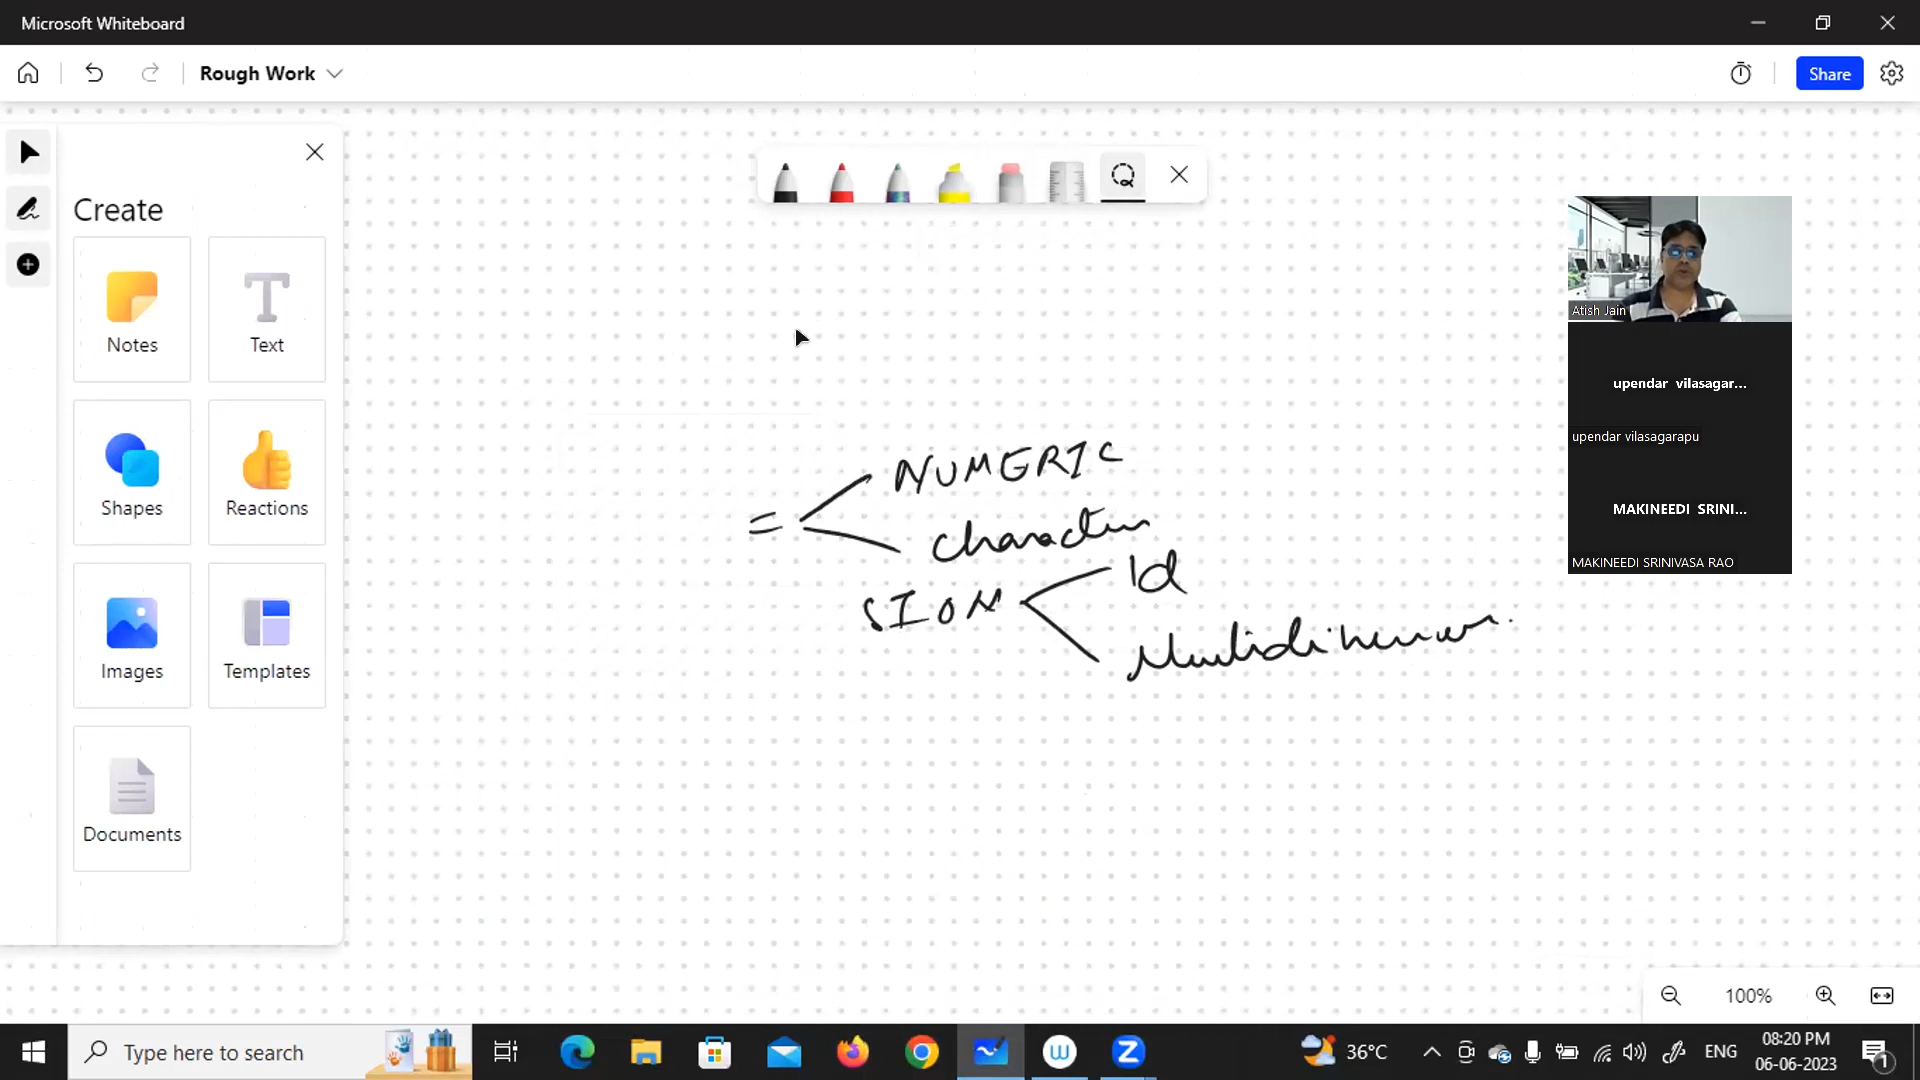 Microsoft Whiteboard
Rough Work
Share
Create
Notes
Text
Shapes
Reactions
Images
Templates
Documents
= NUMERIC
character
SION
1d
Atish Jain
upendar vilasagar...
upendar vilasagarapu
MAKINEEDI SRINI...
MAKINEEDI SRINIVASA RAO
100%
Type here to search
36°C
ENG
08:20 PM
06-06-2023
1